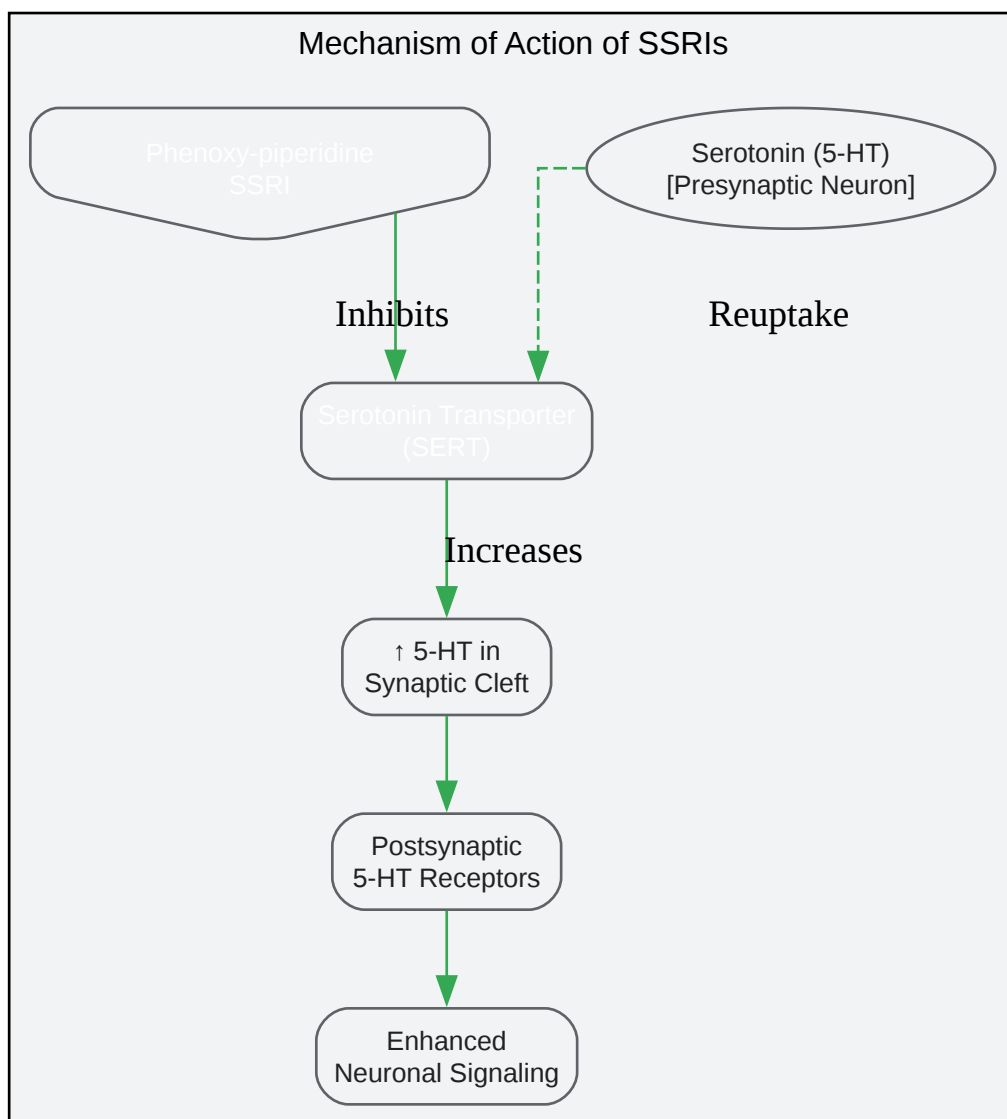 Mechanism of Action of SSRIs
Phenoxy-piperidine
SSRI
Serotonin (5-HT)
[Presynaptic Neuron]
Inhibits
Reuptake
Serotonin Transporter
(SERT)
Increases
↑ 5-HT in
Synaptic Cleft
Postsynaptic
5-HT Receptors
Enhanced
Neuronal Signaling